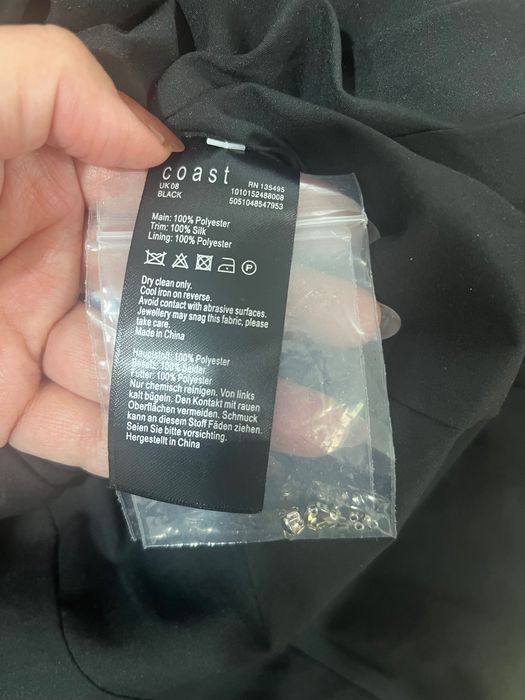 coast
RN 135495
UK 08
1010152488008
BLACK
5051048547953
Main: 100% Polyester
Trim: 100% Silk
Lining: 100% Polyester
P
Dry clean only.
Cool iron on reverse.
Avoid contact with abrasive surfaces.
Jewellery may snag this fabric, please
take care.
Made in China
Hauptstoff: 100% Polyester
Besatz: 100% Seider
Futter: 100% Polyester
Nur chemisch reinigen. Von links
kalt bügeln. Den Kontakt mit rauen
Oberflächen vermeiden. Schmuck
kann an diesem Stoff Fäden ziehen.
Seien Sie bitte vorsichting.
Hergestellt in China